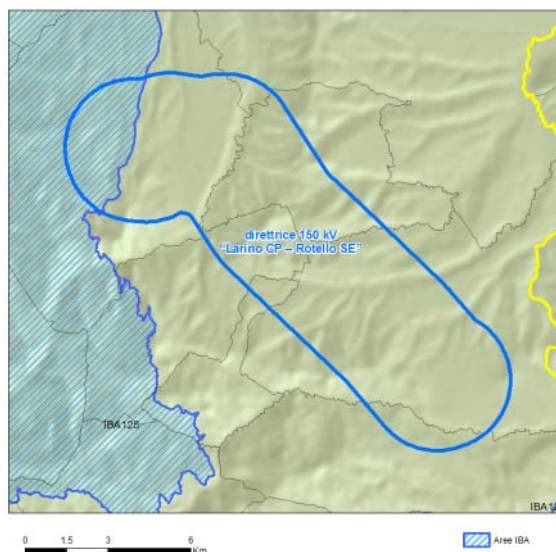 direttrice 150 kV
“Larino CP – Rotello SE”
IBA125
0 1.5 3 6
Km
Aree IBA